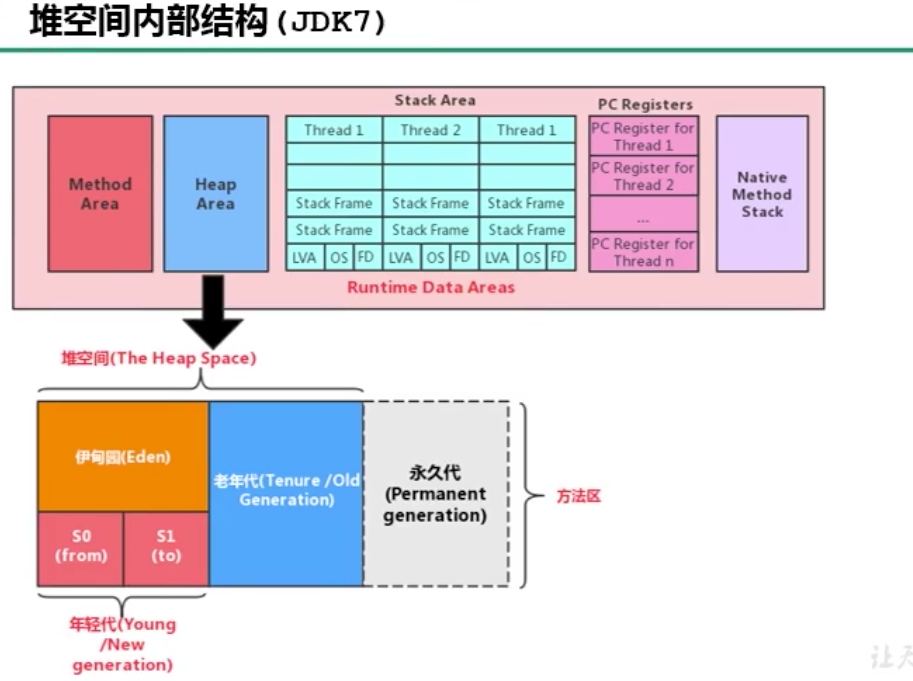 堆空间内部结构(JDK7)
Stack Area
PC Registers
Method
Area
Heap
Area
Thread 1 Thread 2 Thread 1
Stack Frame Stack Frame Stack Frame
Stack Frame Stack Frame Stack Frame
LVA OS FD LVA OS FD LVA OS FD
PC Register for
Thread 1
PC Register for
Thread 2
...
PC Register for
Thread n
Native
Method
Stack
Runtime Data Areas
堆空间(The Heap Space)
伊甸园(Eden)
S0
(from)
S1
(to)
老年代(Tenure /Old
Generation)
永久代
(Permanent
generation)
方法区
年轻代(Young
/New
generation)
让天